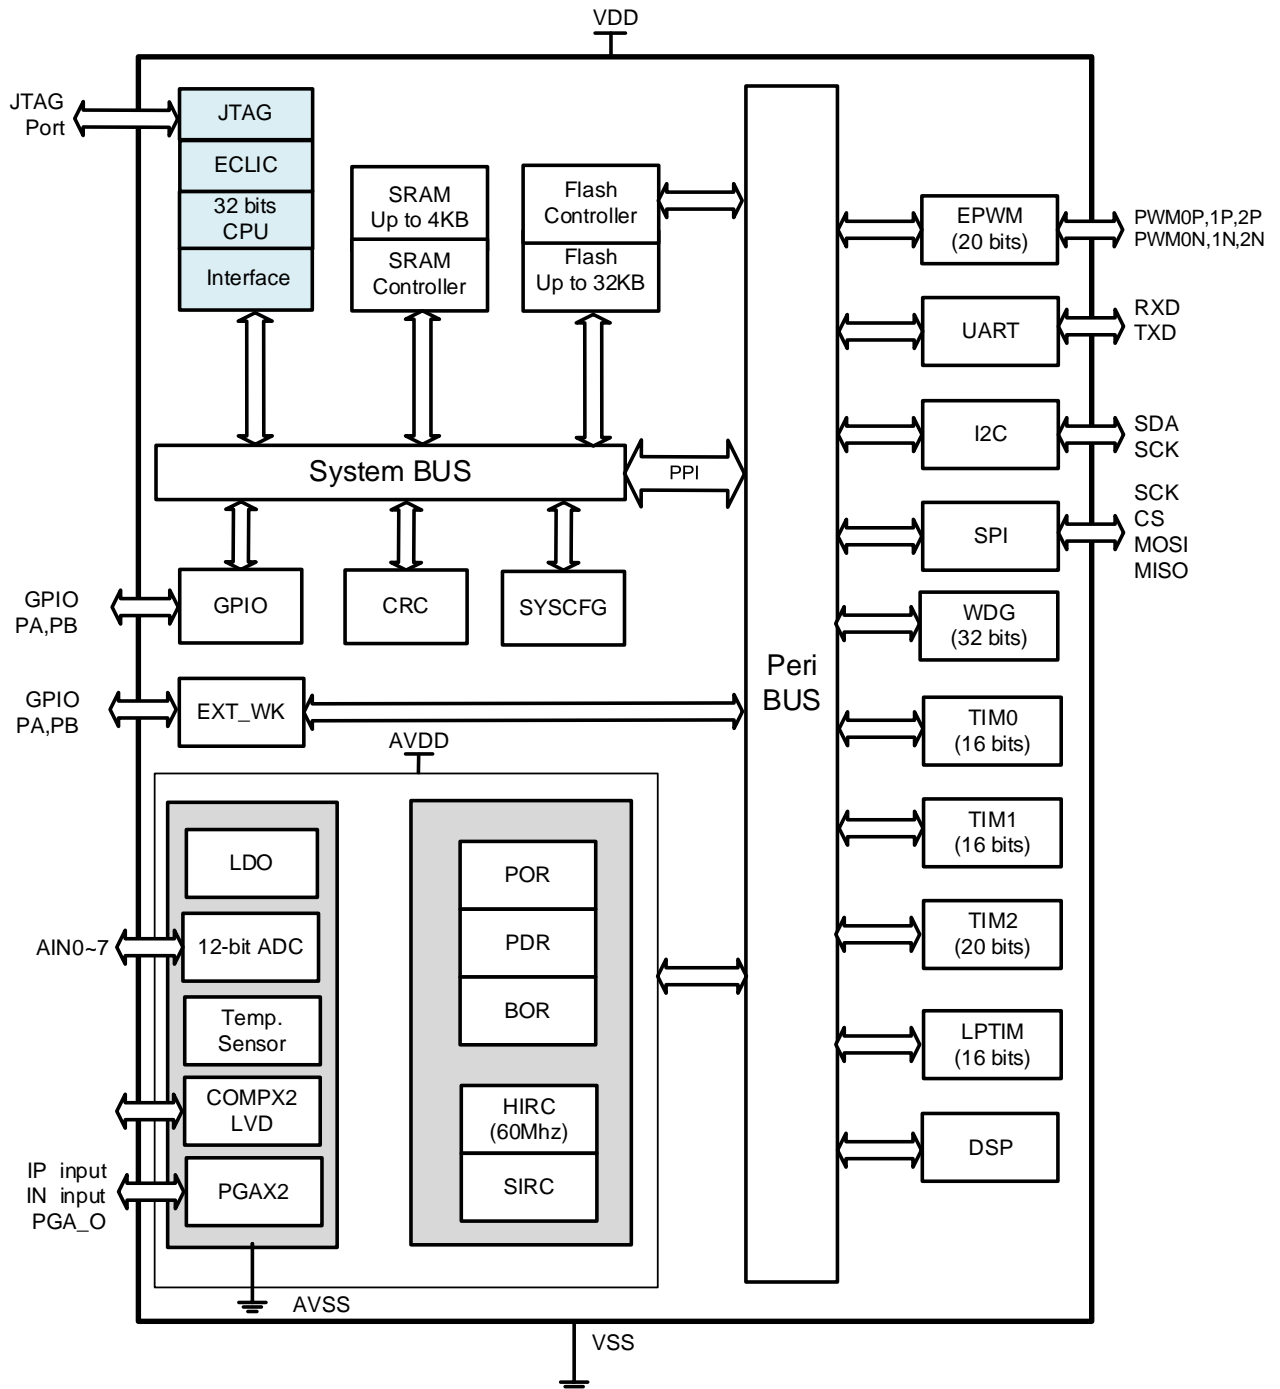 VDD
JTAG
Port
JTAG
ECLIC
32 bits
CPU
Interface
SRAM
Up to 4KB
SRAM
Controller
Flash
Controller
Flash
Up to 32KB
System BUS
PPI
GPIO
PA,PB
GPIO
CRC
SYSCFG
GPIO
PA,PB
EXT_WK
AVDD
LDO
AIN0~7
12-bit ADC
Temp.
Sensor
COMPX2
LVD
IP input
IN input
PGA_O
PGAX2
POR
PDR
BOR
HIRC
(60Mhz)
SIRC
AVSS
Peri
BUS
EPWM
(20 bits)
PWM0P,1P,2P
PWM0N,1N,2N
UART
RXD
TXD
I2C
SDA
SCK
SPI
SCK
CS
MOSI
MISO
WDG
(32 bits)
TIM0
(16 bits)
TIM1
(16 bits)
TIM2
(20 bits)
LPTIM
(16 bits)
DSP
VSS